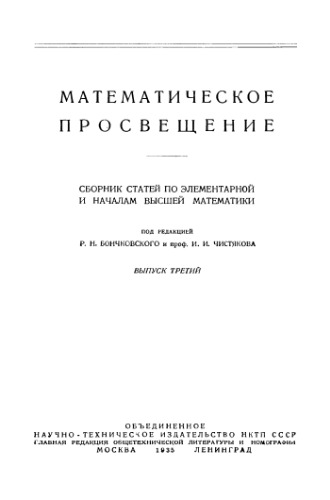 МАТЕМАТИЧЕСКОЕ
ПРОСВЕЩЕНИЕ
СБОРНИК СТАТЕЙ ПО ЭЛЕМЕНТАРНОЙ
И НАЧАЛАМ ВЫСШЕЙ МАТЕМАТИКИ
ПОД РЕДАКЦИЕЙ
Р. Н. БОНЧКОВСКОГО и проф. И. И. ЧИСТЯКОВА
ВЫПУСК ТРЕТИЙ
ОБЪЕДИНЕННОЕ
НАУЧНО-ТЕХНИЧЕСКОЕ ИЗДАТЕЛЬСТВО НКТП СССР
ГЛАВНАЯ РЕДАКЦИЯ ОБЩЕТЕХНИЧЕСКОЙ ЛИТЕРАТУРЫ И НОМОГРАФИИ
МОСКВА 1935 ЛЕНИНГРАД